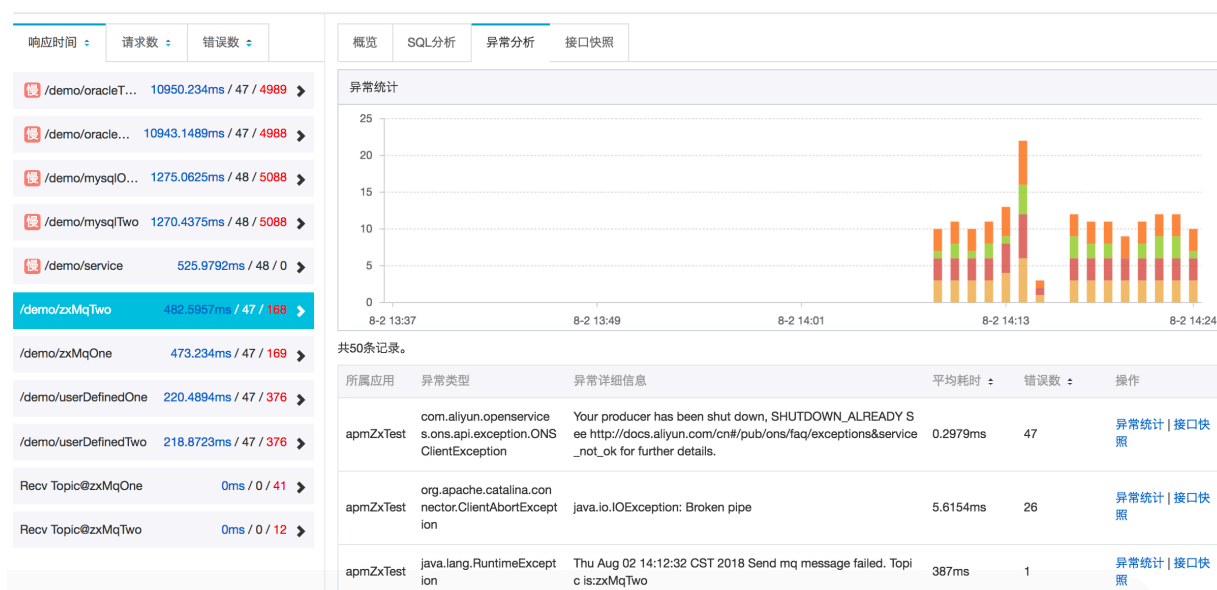 响应时间 请求数 错误数
慢 /demo/oracleT... 10950.234ms / 47 / 4989
慢 /demo/oracle... 10943.1489ms / 47 / 4988
慢 /demo/mysqlO... 1275.0625ms / 48 / 5088
慢 /demo/mysqlTwo 1270.4375ms / 48 / 5088
慢 /demo/service 525.9792ms / 48 / 0
/demo/zxMqTwo 482.5957ms / 47 / 168
/demo/zxMqOne 473.234ms / 47 / 169
/demo/userDefinedOne 220.4894ms / 47 / 376
/demo/userDefinedTwo 218.8723ms / 47 / 376
Recv Topic@zxMqOne 0ms / 0 / 41
Recv Topic@zxMqTwo 0ms / 0 / 12
概览 SQL分析 异常分析 接口快照
异常统计
25
20
15
10
5
0
8-2 13:37 8-2 13:49 8-2 14:01 8-2 14:13 8-2 14:24
共50条记录。
所属应用 异常类型 异常详细信息 平均耗时 错误数 操作
com.aliyun.openservice Your producer has been shut down, SHUTDOWN_ALREADY S 异常统计 | 接口快
apmZxTest s.ons.api.exception.ONS ee http://docs.aliyun.com/cn#/pub/ons/faq/exceptions&service 0.2979ms 47 照
ClientException _not_ok for further details.
org.apache.catalina.con 异常统计 | 接口快
apmZxTest nector.ClientAbortExcept java.io.IOException: Broken pipe 5.6154ms 26 照
ion
java.lang.RuntimeExcept Thu Aug 02 14:12:32 CST 2018 Send mq message failed. Topi 异常统计 | 接口快
apmZxTest ion c is:zxMqTwo 387ms 1 照